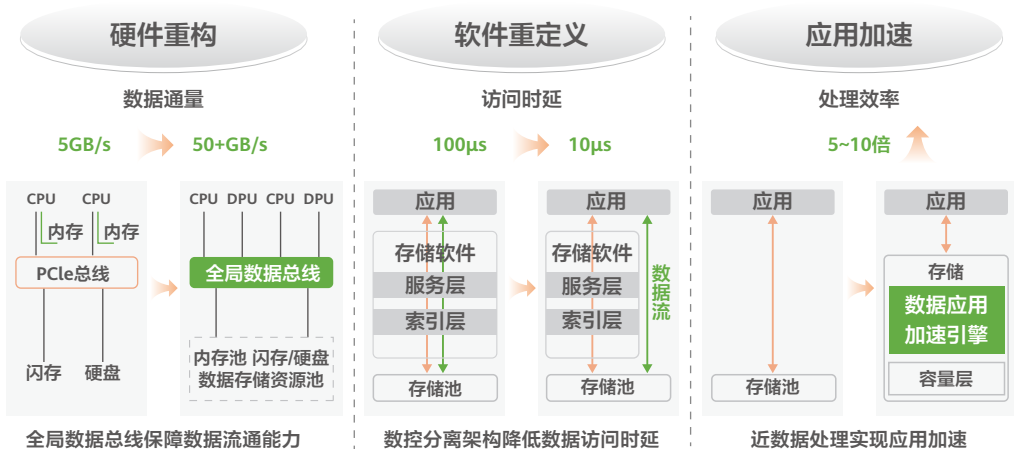 硬件重构
数据通量
5GB/s
50+GB/s
CPU
CPU
内存
内存
PCle总线
闪存
硬盘
CPU DPU CPU DPU
全局数据总线
内存池 闪存/硬盘
数据存储资源池
全局数据总线保障数据流通能力
软件重定义
访问时延
100μs
10μs
应用
存储软件
服务层
索引层
存储池
应用
存储软件
服务层
索引层
数据流
存储池
数控分离架构降低数据访问时延
应用加速
处理效率
5~10倍
应用
存储池
应用
存储
数据应用
加速引擎
容量层
近数据处理实现应用加速